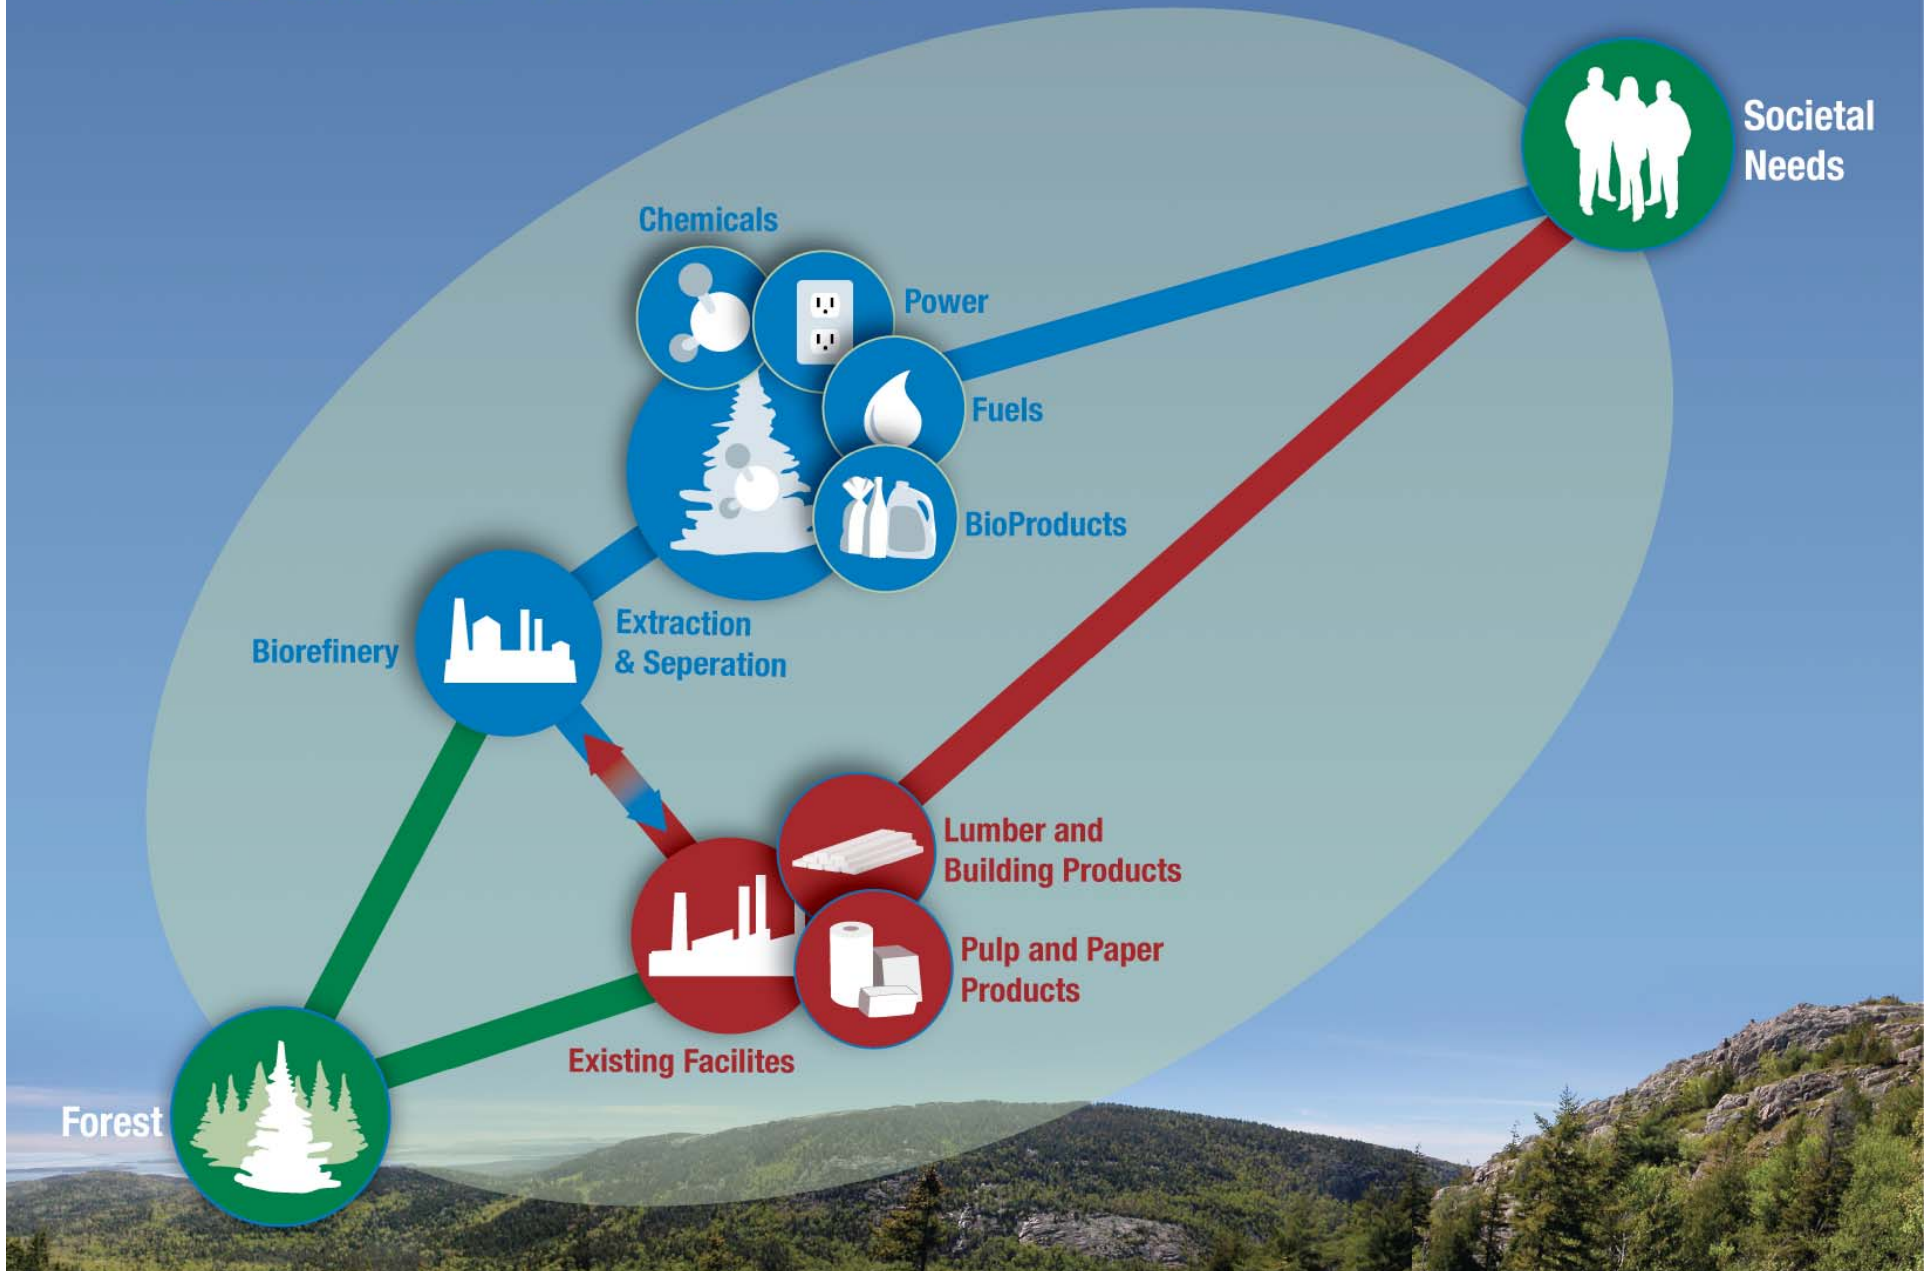 Societal
Needs
Chemicals
Power
Fuels
BioProducts
Extraction
& Seperation
Biorefinery
Lumber and
Building Products
Pulp and Paper
Products
Existing Facilites
Forest